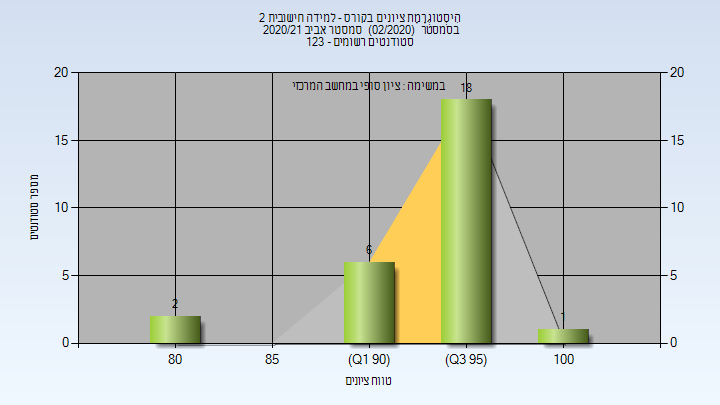 היסטוגרמת ציונים בקורס - למידה חישובית 2
בסמסטר (02/2020) סמסטר אביב 2020/21
סטודנטים רשומים - 123
במשימה : ציון סופי במחשב המרכזי
20 20
15 15
10 10
5 5
0 0
18
6
2
1
מספר סטודנטים
80 85 (Q1 90) (Q3 95) 100
טווח ציונים